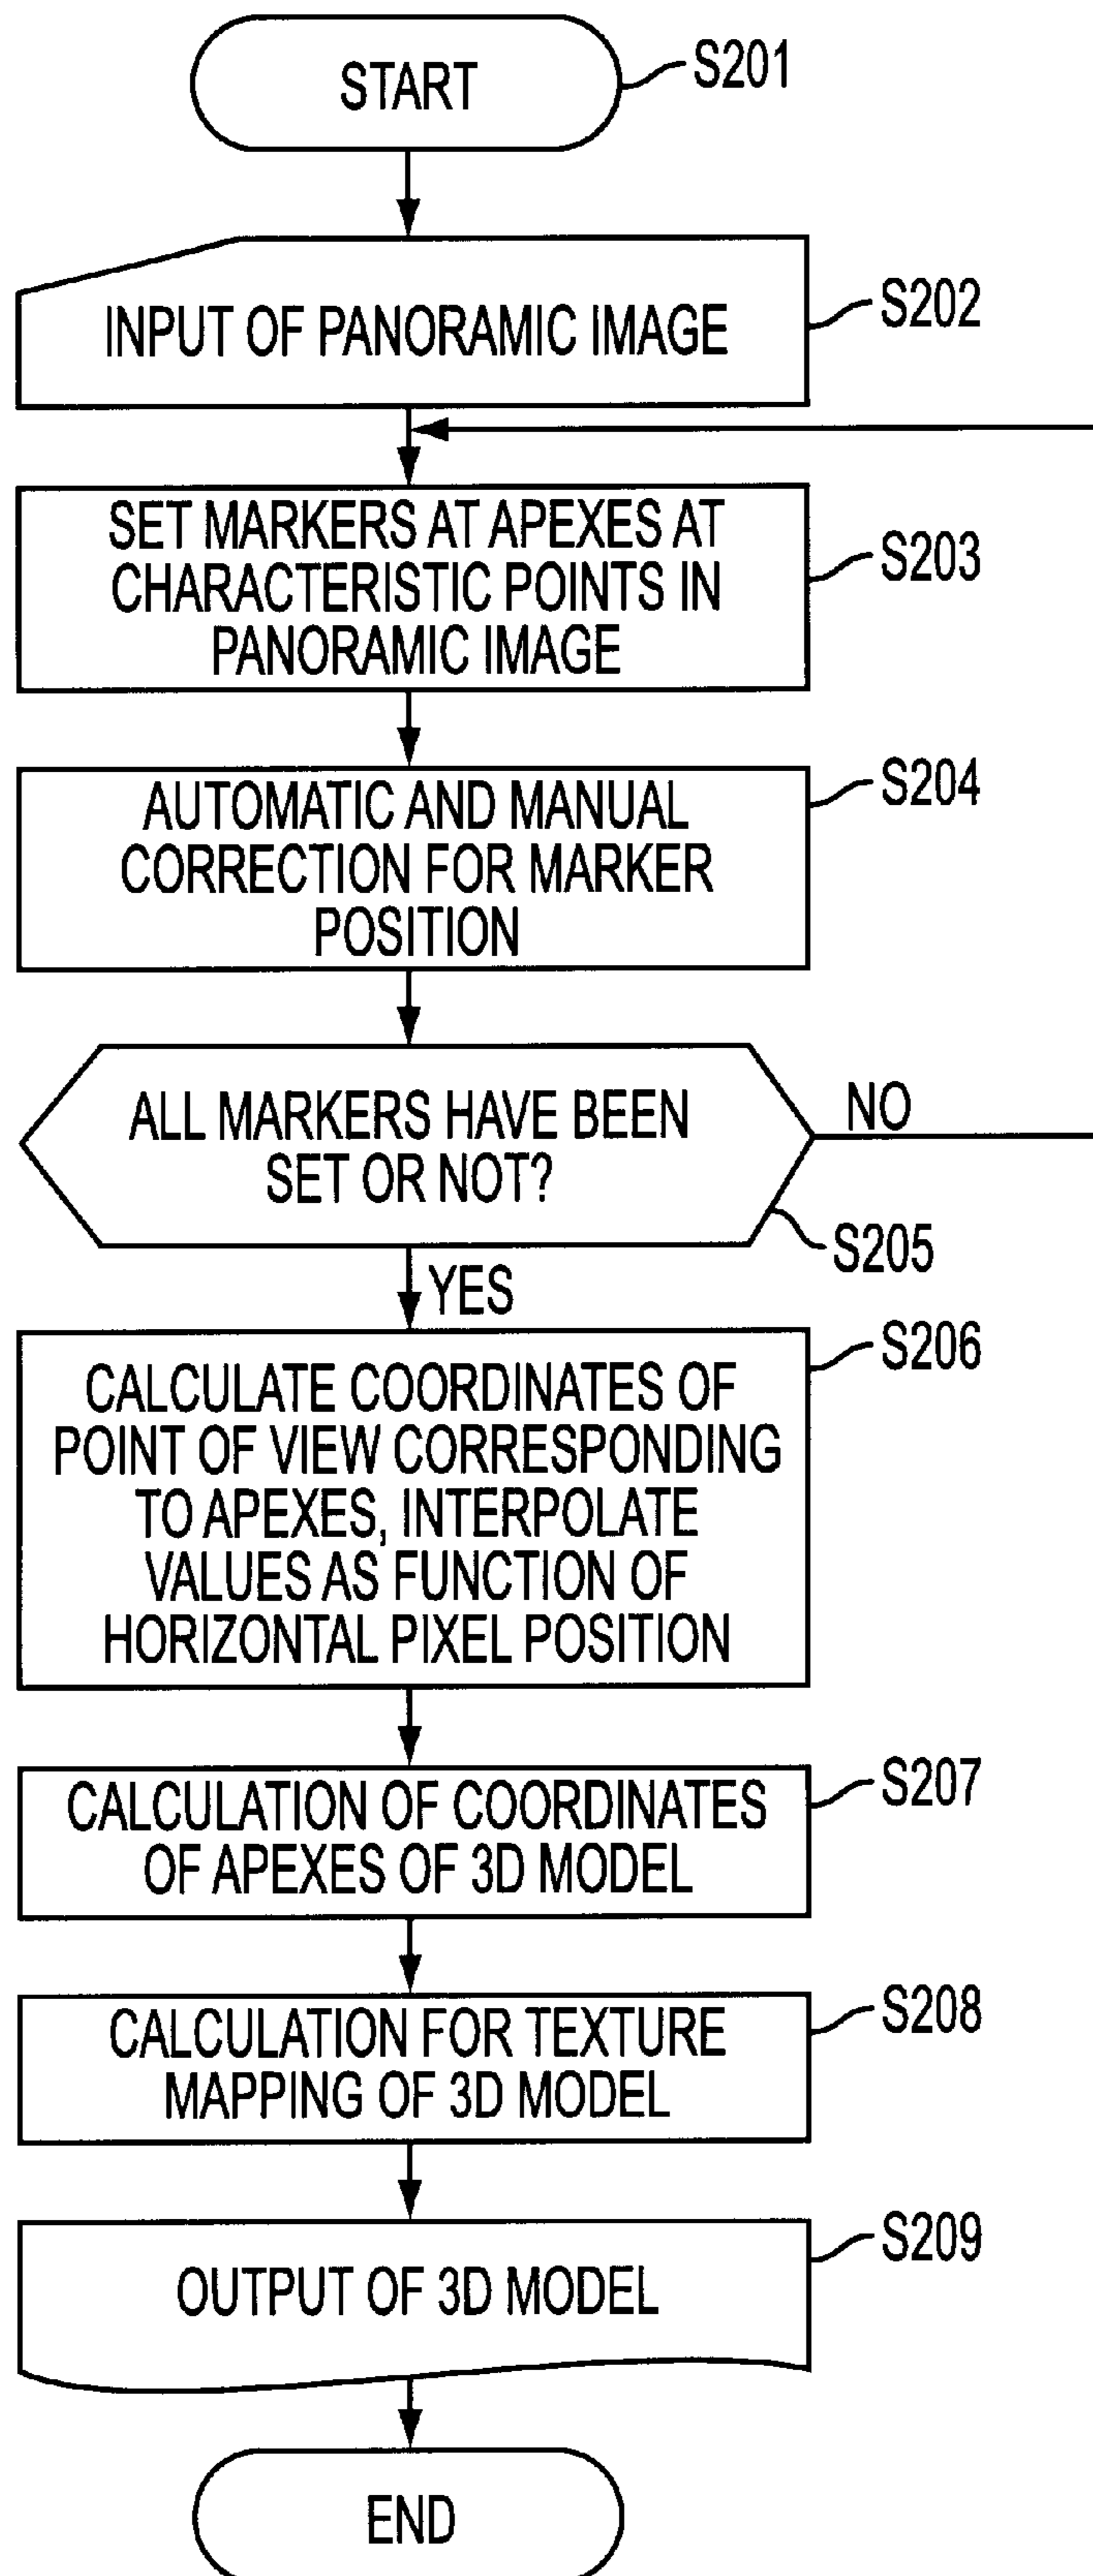 START
S201
INPUT OF PANORAMIC IMAGE
S202
SET MARKERS AT APEXES AT
CHARACTERISTIC POINTS IN
PANORAMIC IMAGE
S203
AUTOMATIC AND MANUAL
CORRECTION FOR MARKER
POSITION
S204
ALL MARKERS HAVE BEEN
SET OR NOT?
NO
S205
YES
CALCULATE COORDINATES OF
POINT OF VIEW CORRESPONDING
TO APEXES, INTERPOLATE
VALUES AS FUNCTION OF
HORIZONTAL PIXEL POSITION
S206
CALCULATION OF COORDINATES
OF APEXES OF 3D MODEL
S207
CALCULATION FOR TEXTURE
MAPPING OF 3D MODEL
S208
OUTPUT OF 3D MODEL
S209
END